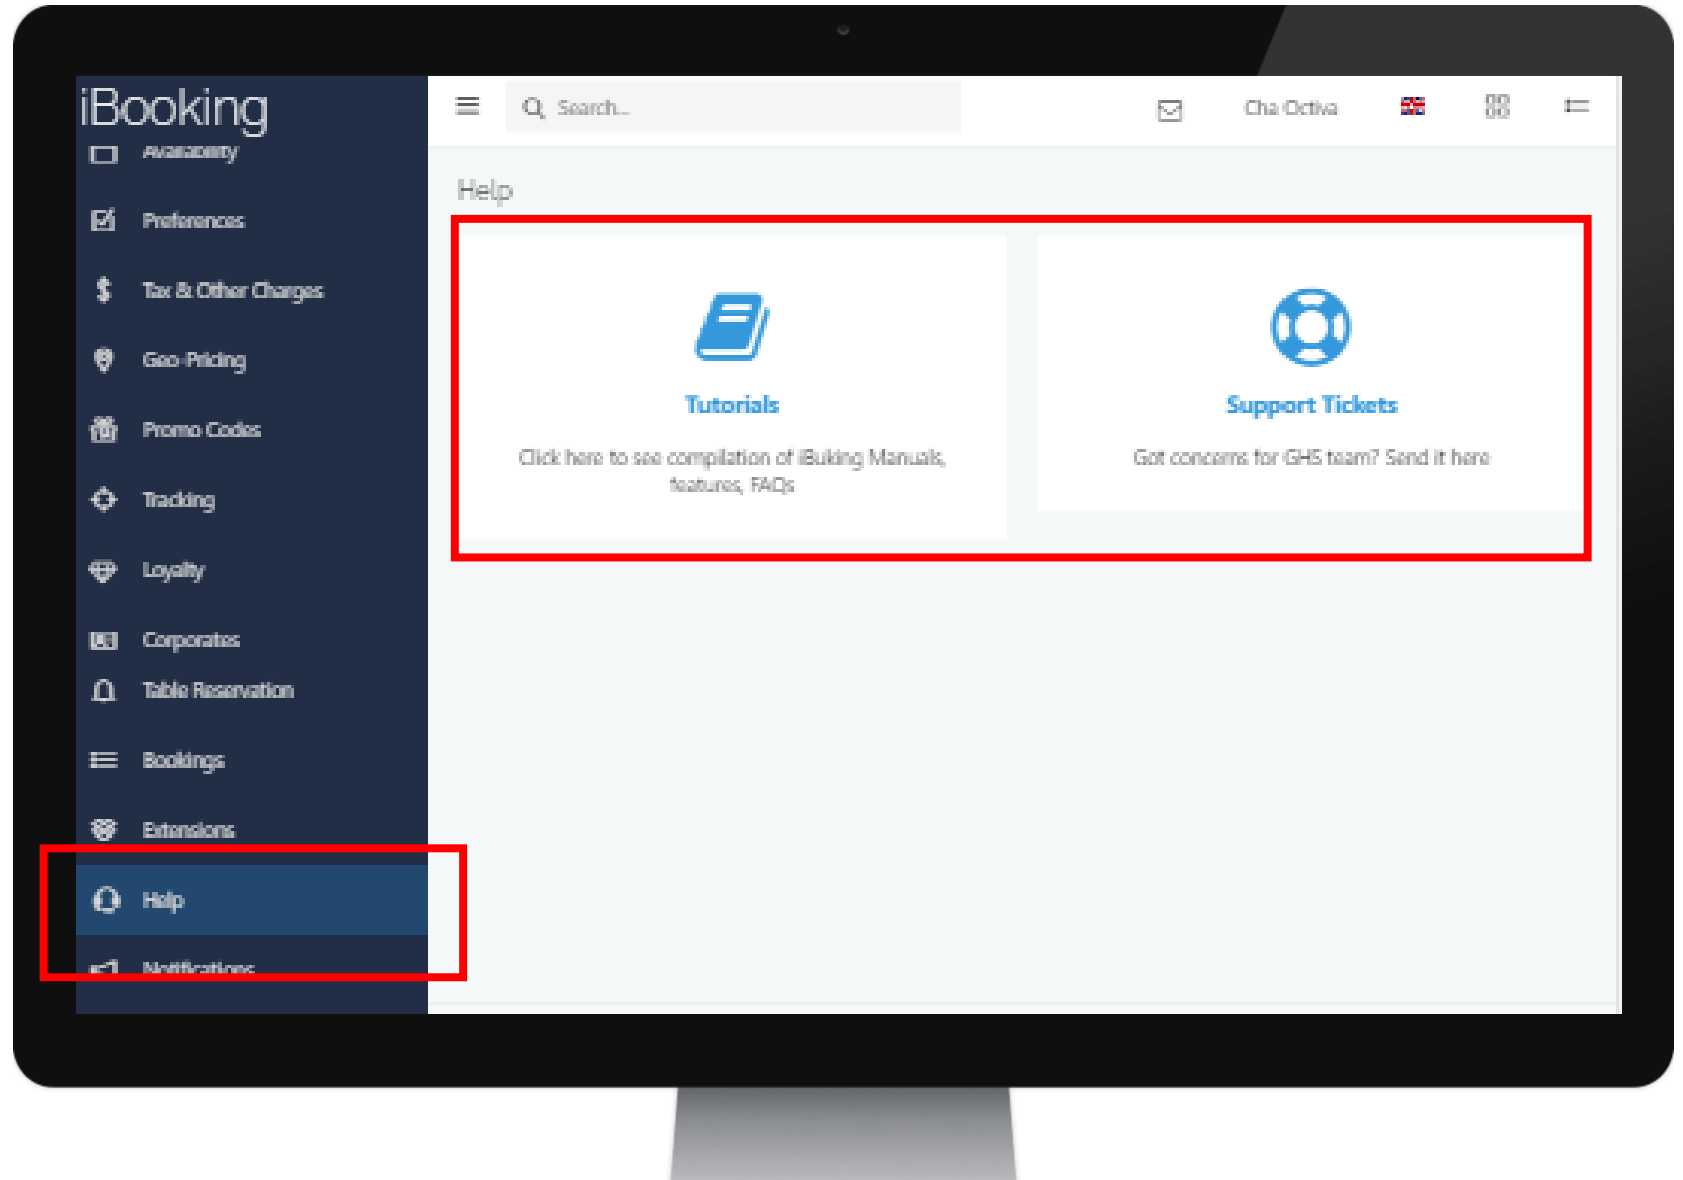 iBooking
Search...
Cha Octiva
Availability
Preferences
Tax & Other Charges
Geo-Pricing
Promo Codes
Tracking
Loyalty
Corporates
Table Reservation
Bookings
Extensions
Help
Notifications
Help
Tutorials
Click here to see compilation of iBuking Manuals,
features, FAQs
Support Tickets
Got concerns for GHS team? Send it here